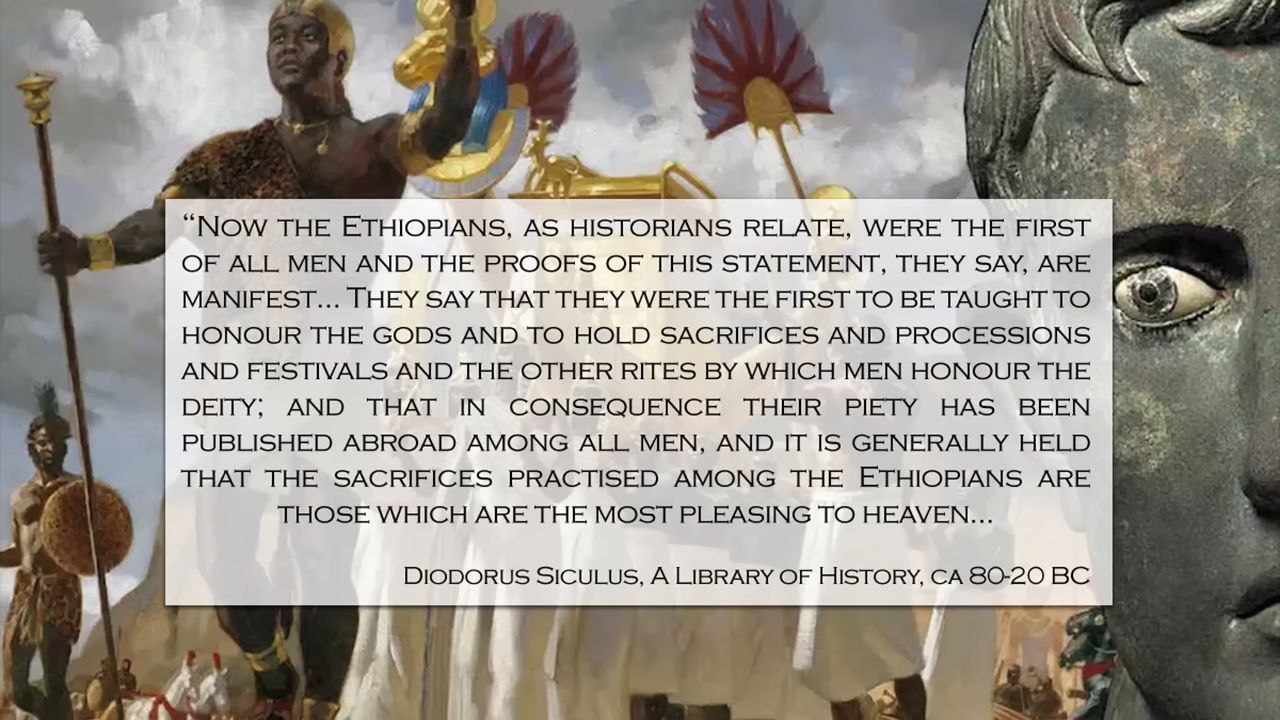 “Now the Ethiopians, as historians relate, were the first
of all men and the proofs of this statement, they say, are
manifest... They say that they were the first to be taught to
honour the gods and to hold sacrifices and processions
and festivals and the other rites by which men honour the
deity; and that in consequence their piety has been
published abroad among all men, and it is generally held
that the sacrifices practised among the Ethiopians are
those which are the most pleasing to heaven...
Diodorus Siculus, A Library of History, ca 80-20 BC